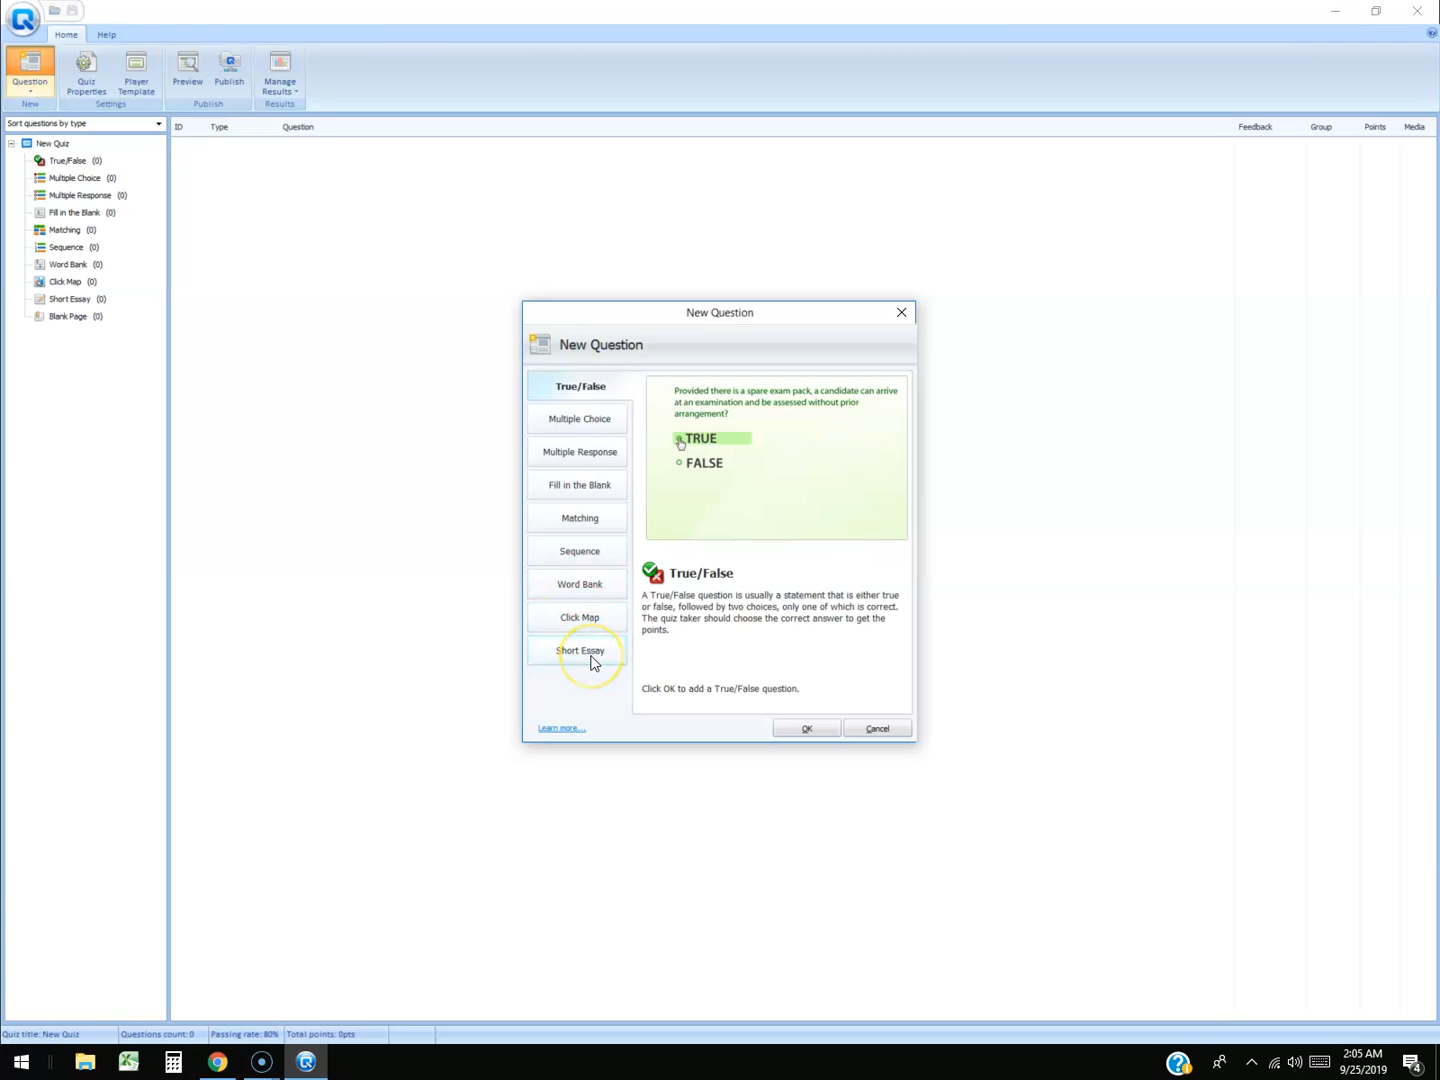 Home
Help
Question
New
Quiz
Properties
Player
Template
Settings
Preview
Publish
Publish
Manage
Results
Results
Sort questions by type
New Quiz
True/False (0)
Multiple Choice (0)
Multiple Response (0)
Fill in the Blank (0)
Matching (0)
Sequence (0)
Word Bank (0)
Click Map (0)
Short Essay (0)
Blank Page (0)
ID Type Question Feedback Group Points Media
New Question
New Question
True/False
Multiple Choice
Multiple Response
Fill in the Blank
Matching
Sequence
Word Bank
Click Map
Short Essay
Provided there is a spare exam pack, a candidate can arrive
at an examination and be assessed without prior
arrangement?
TRUE
FALSE
True/False
A True/False question is usually a statement that is either true
or false, followed by two choices, only one of which is correct.
The quiz taker should choose the correct answer to get the
points.
Click OK to add a True/False question.
Learn more...
OK
Cancel
Quiz title: New Quiz Questions count: 0 Passing rate: 80% Total points: 0pts
2:05 AM
9/25/2019
4